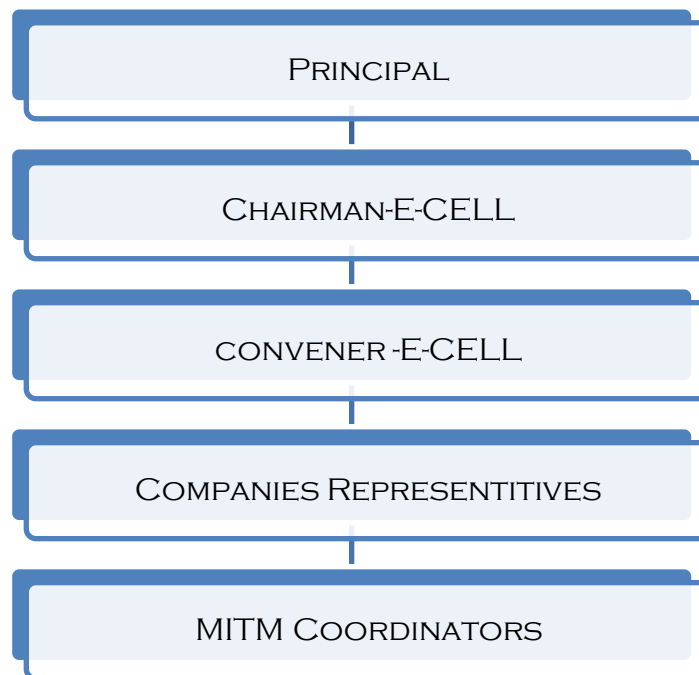 Principal
Chairman-E-CELL
convener -E-CELL
Companies Representitives
MITM Coordinators